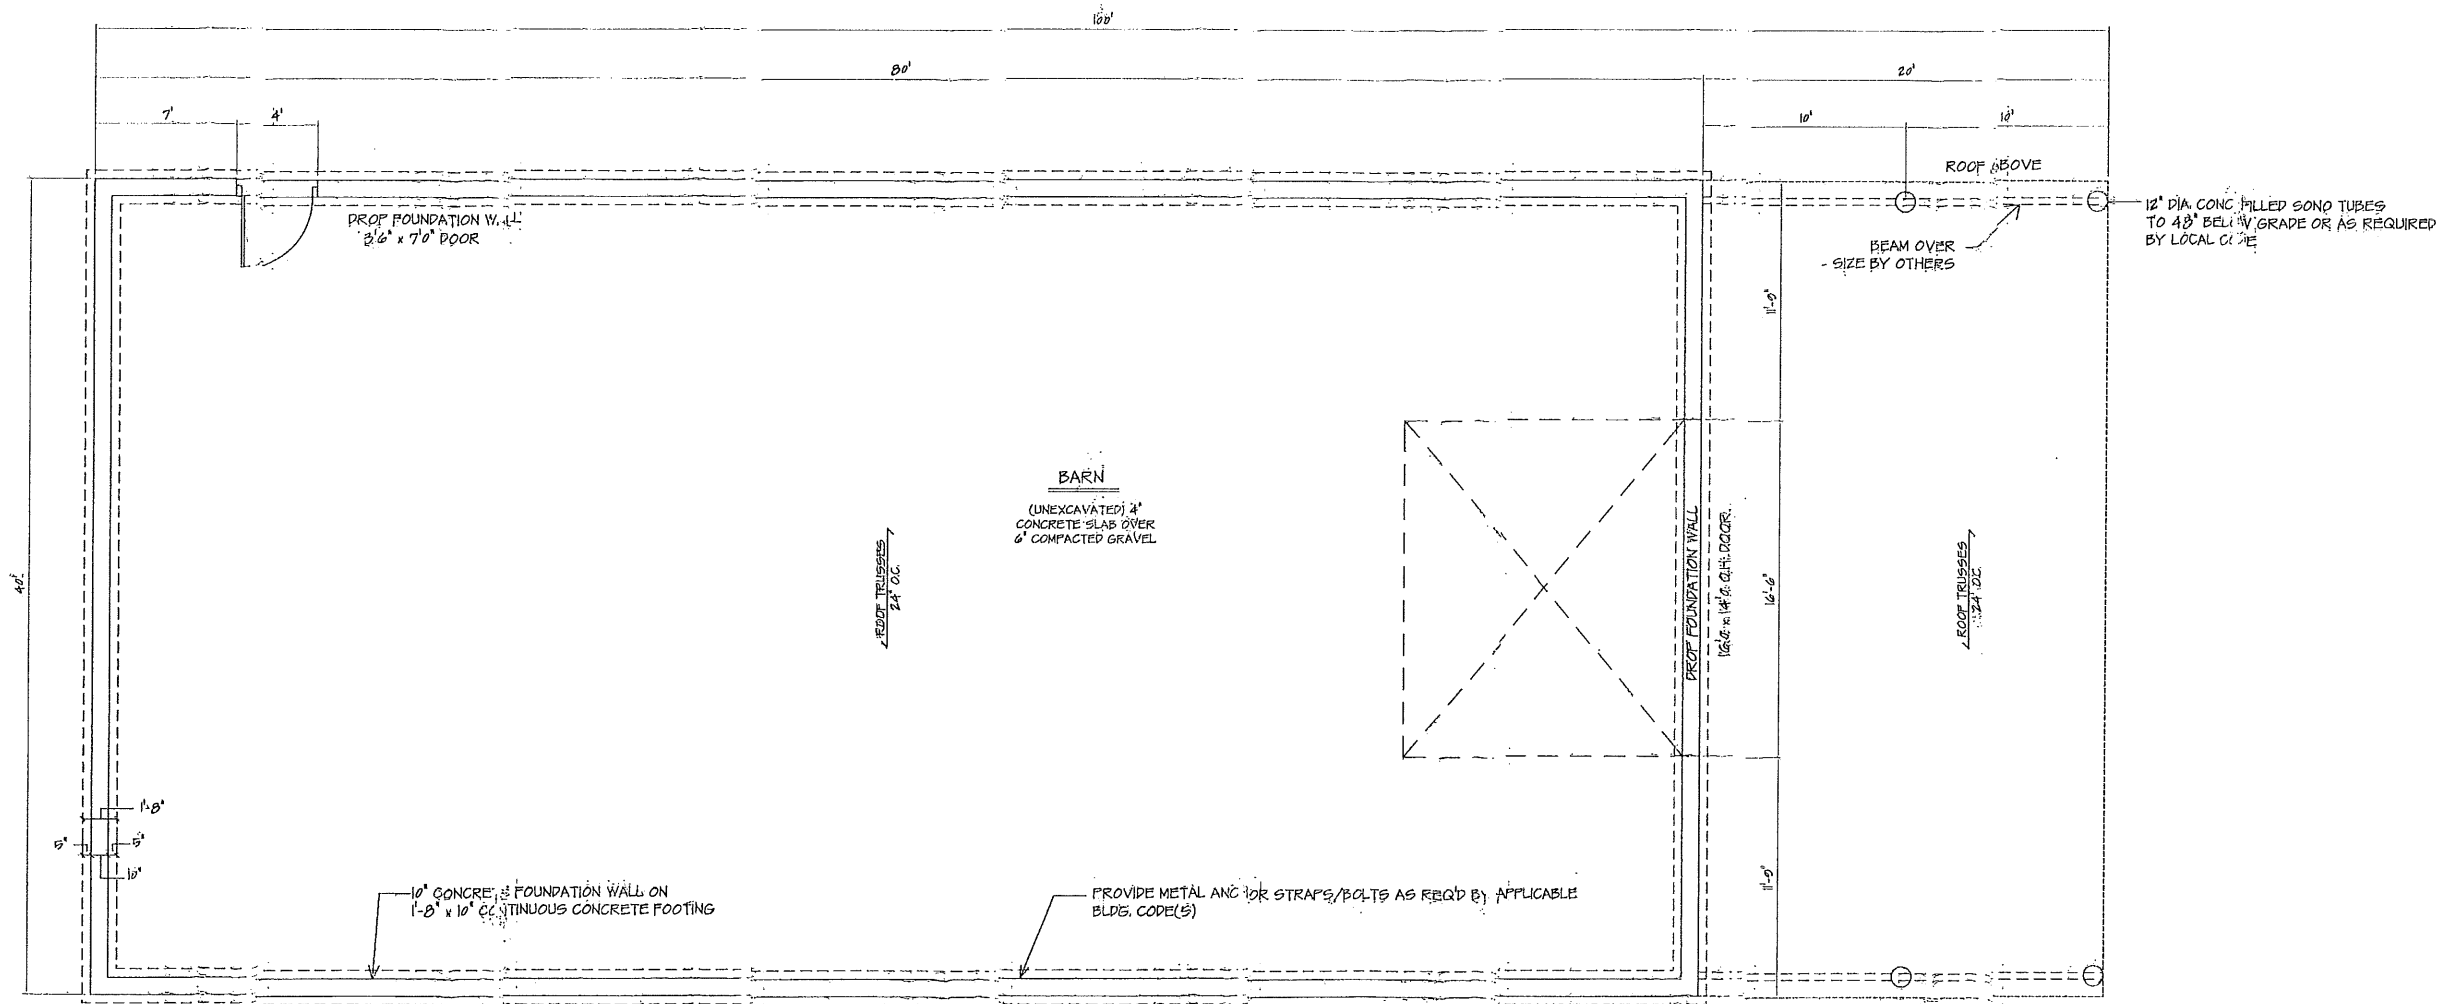 100'
80'
20'
7'
4'
10'
10'
ROOF ABOVE
DROP FOUNDATION WALL
3'6" x 7'0" DOOR
12" DIA. CONC FILLED SONO TUBES
TO 48" BELOW GRADE OR AS REQUIRED
BY LOCAL CODE
BEAM OVER
- SIZE BY OTHERS
11'-9"
BARN
(UNEXCAVATED) 4"
CONCRETE SLAB OVER
6" COMPACTED GRAVEL
ROOF TRUSSES
24" O.C.
DROP FOUNDATION WALL
16'0" x 14'0" O.H. DOOR
16'-6"
ROOF TRUSSES
24" O.C.
40'
1'-8"
5"
5"
10"
11'-9"
10" CONCRETE FOUNDATION WALL ON
1'-8" x 10" CONTINUOUS CONCRETE FOOTING
PROVIDE METAL ANCHOR STRAPS/BOLTS AS REQ'D BY APPLICABLE
BLDG. CODE(S)